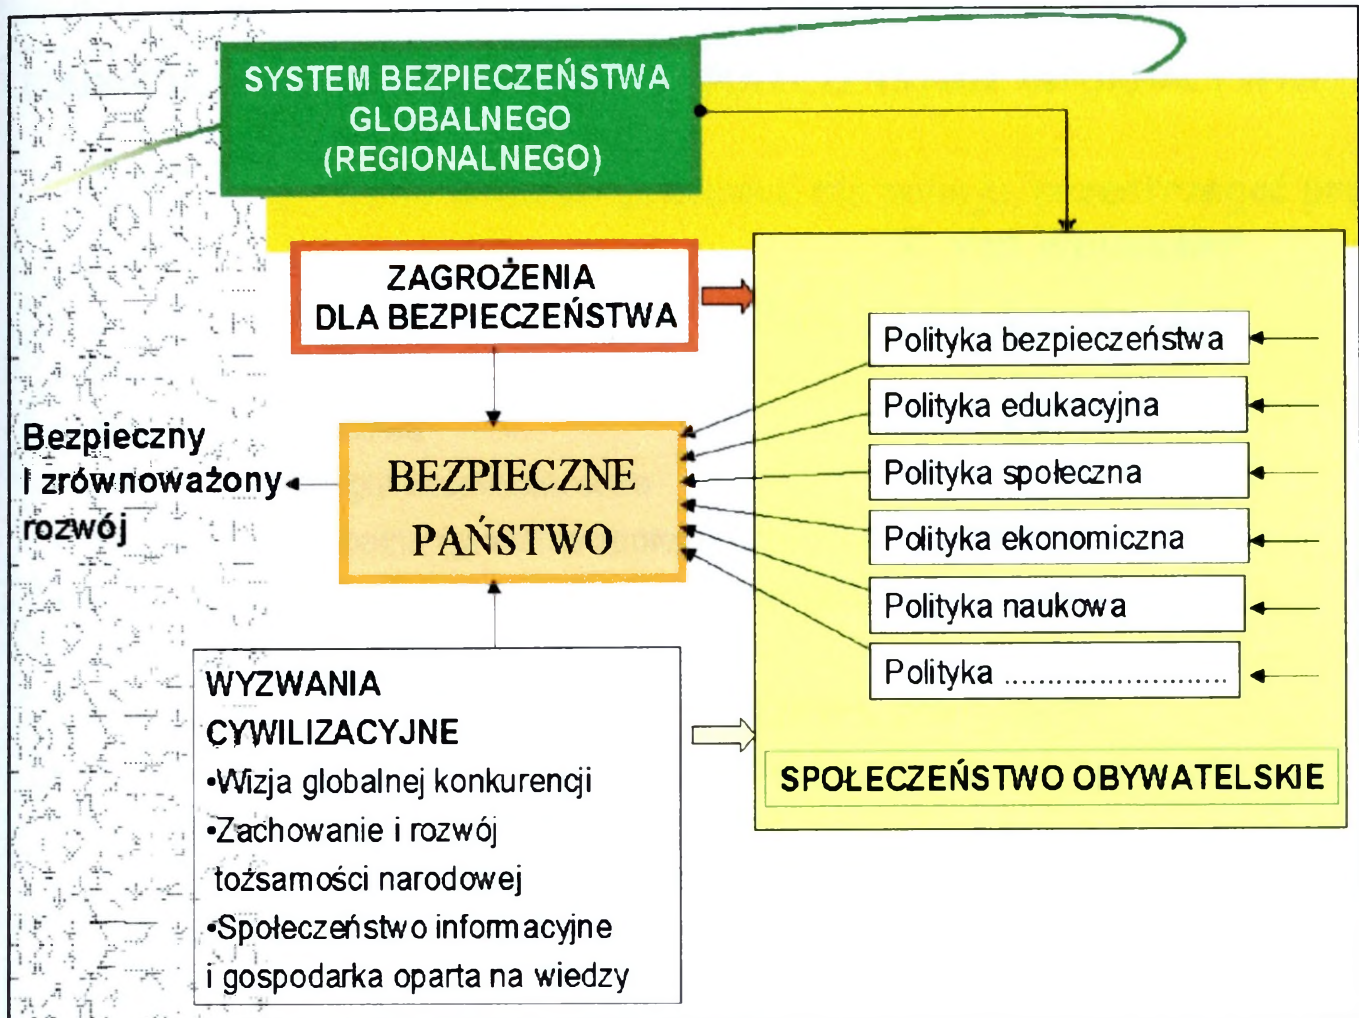 SYSTEM BEZPIECZEŃSTWA
GLOBALNEGO
(REGIONALNEGO)
ZAGROŻENIA
DLA BEZPIECZEŃSTWA
Bezpieczny
I zrównoważony
rozwój
BEZPIECZNE
PAŃSTWO
WYZWANIA
CYWILIZACYJNE
•Wizja globalnej konkurencji
•Zachowanie i rozwój
tożsamości narodowej
•Społeczeństwo informacyjne
i gospodarka oparta na wiedzy
Polityka bezpieczeństwa
Polityka edukacyjna
Polityka społeczna
Polityka ekonomiczna
Polityka naukowa
Polityka ..........................
SPOŁECZEŃSTWO OBYWATELSKIE